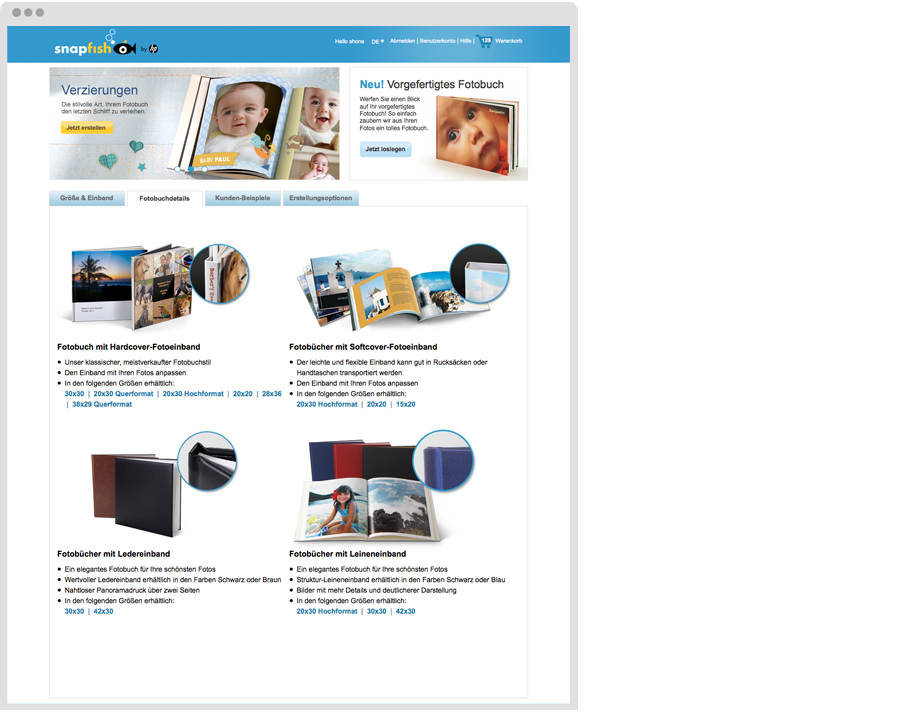 snapfish by hp
Hello shona DE ▼ Abmelden | Benutzerkonto | Hilfe | 129 Warenkorb
Verzierungen
Die stilvolle Art, Ihrem Fotobuch
den letzten Schliff zu verleihen.
Jetzt erstellen
BABY PAUL
Neu! Vorgefertigtes Fotobuch
Werfen Sie einen Blick
auf Ihr vorgefertigtes
Fotobuch! So einfach
zaubern wir aus Ihren
Fotos ein tolles Fotobuch.
Jetzt loslegen
Größe & Einband
Fotobuchdetails
Kunden-Beispiele
Erstellungsoptionen
Fotobuch mit Hardcover-Fotoeinband
• Unser klassischer, meistverkaufter Fotobuchstil
• Den Einband mit Ihren Fotos anpassen
• In den folgenden Größen erhältlich:
30x30 | 20x30 Querformat | 20x30 Hochformat | 20x20 | 28x36
| 38x29 Querformat
Fotobücher mit Softcover-Fotoeinband
• Der leichte und flexible Einband kann gut in Rucksäcken oder
Handtaschen transportiert werden
• Den Einband mit Ihren Fotos anpassen
• In den folgenden Größen erhältlich:
20x30 Hochformat | 20x20 | 15x20
Fotobücher mit Ledereinband
• Ein elegantes Fotobuch für Ihre schönsten Fotos
• Wertvoller Ledereinband erhältlich in den Farben Schwarz oder Braun
• Nahtloser Panoramadruck über zwei Seiten
• In den folgenden Größen erhältlich:
30x30 | 42x30
Fotobücher mit Leineneinband
• Ein elegantes Fotobuch für Ihre schönsten Fotos
• Struktur-Leineneinband erhältlich in den Farben Schwarz oder Blau
• Bilder mit mehr Details und deutlicherer Darstellung
• In den folgenden Größen erhältlich:
20x30 Hochformat | 30x30 | 42x30